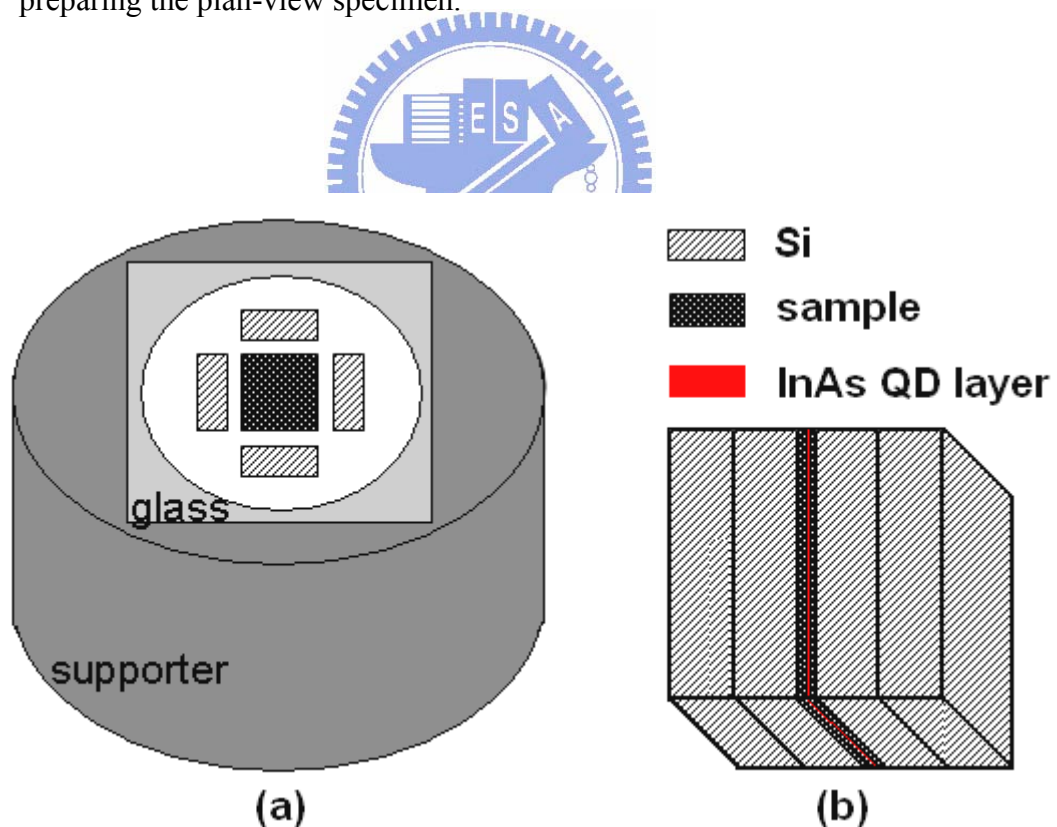 preparing the plan-view specimen.
E S A
Si
sample
InAs QD layer
glass
supporter
(a)
(b)